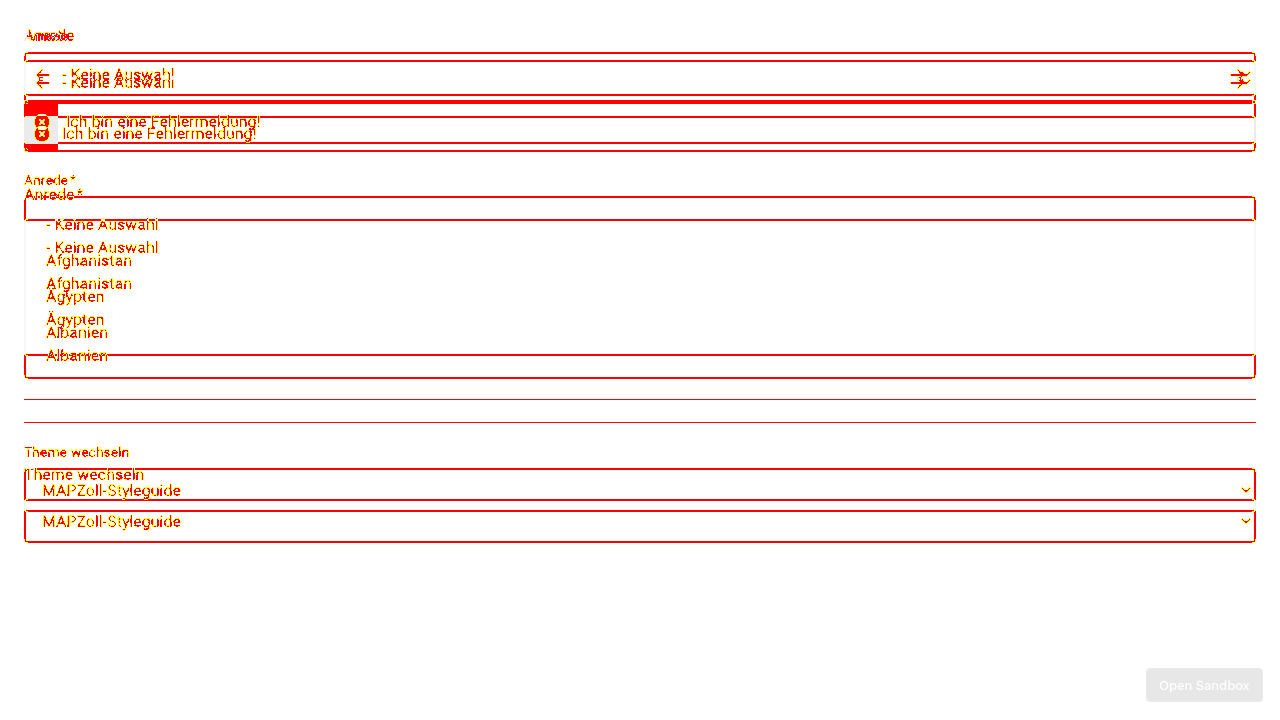 Anrede
- Keine Auswahl
- Keine Auswahl
Ich bin eine Fehlermeldung!
Ich bin eine Fehlermeldung!
Anrede*
Anrede*
- Keine Auswahl
- Keine Auswahl
Afghanistan
Afghanistan
Ägypten
Ägypten
Albanien
Albanien
Theme wechseln
Theme wechseln
MAPZoll-Styleguide
MAPZoll-Styleguide
Open Sandbox